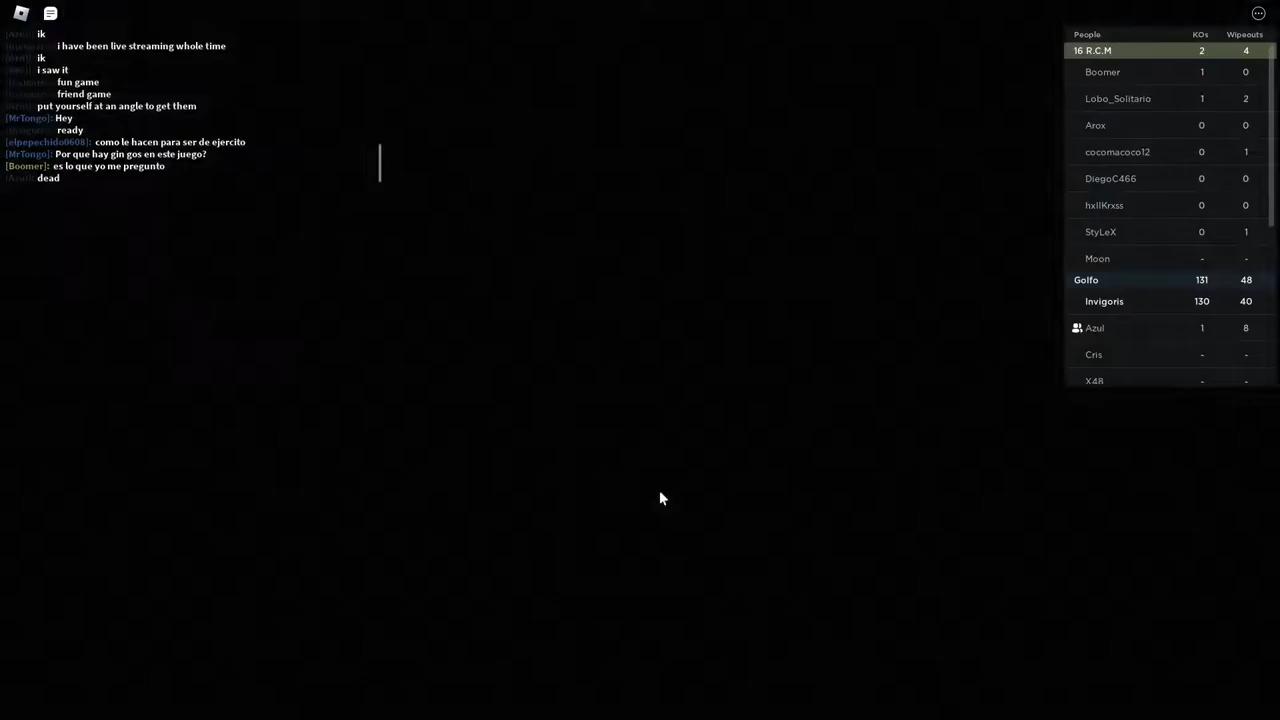 ik
i have been live streaming whole time
ik
i saw it
fun game
friend game
put yourself at an angle to get them
[MrTongo]: Hey
ready
[elpepechido0608]: como le hacen para ser de ejercito
[MrTongo]: Por que hay gin gos en este juego?
[Boomer]: es lo que yo me pregunto
[Azul]: dead
People KOs Wipeouts
16 R.C.M 2 4
Boomer 1 0
Lobo_Solitario 1 2
Arox 0 0
cocomacoco12 0 1
DiegoC466 0 0
hxllKrxss 0 0
StyLeX 0 1
Moon - -
Golfo 131 48
Invigoris 130 40
Azul 1 8
Cris - -
X48 - -